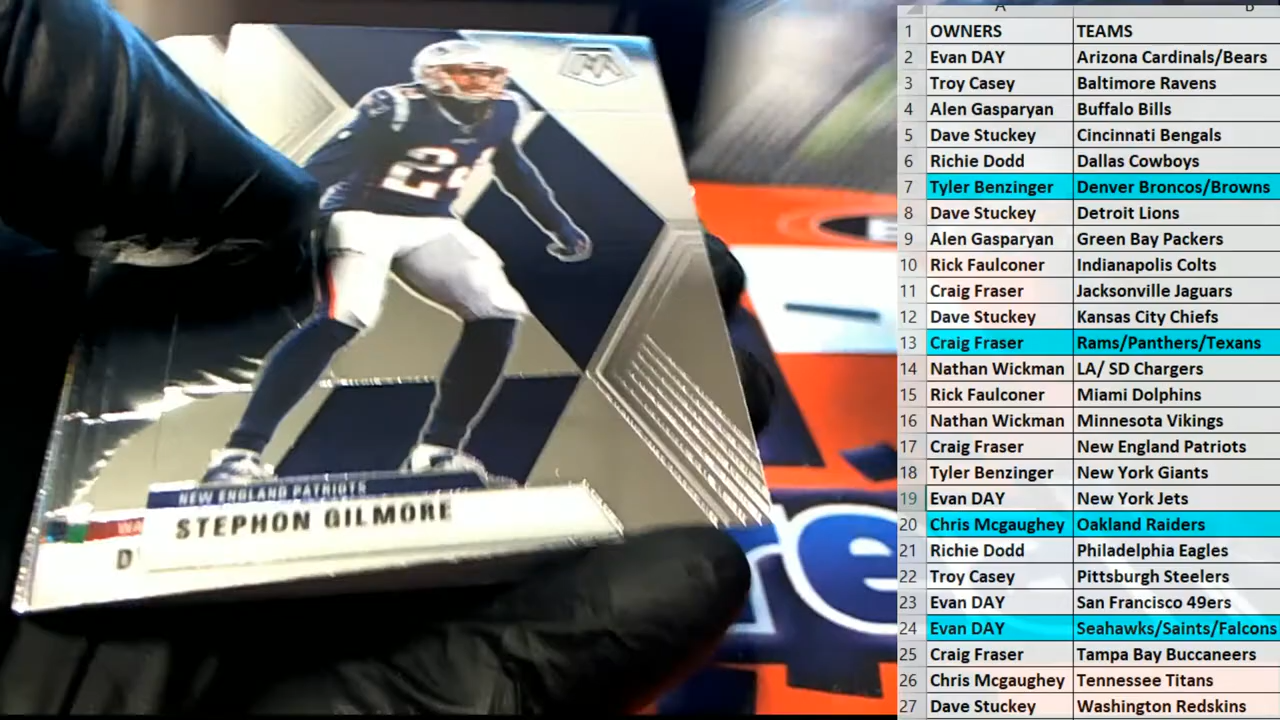 24
NEW ENGLAND PATRIOTS
STEPHON GILMORE
WA
D
re
A B
1 OWNERS TEAMS
2 Evan DAY Arizona Cardinals/Bears
3 Troy Casey Baltimore Ravens
4 Alen Gasparyan Buffalo Bills
5 Dave Stuckey Cincinnati Bengals
6 Richie Dodd Dallas Cowboys
7 Tyler Benzinger Denver Broncos/Browns
8 Dave Stuckey Detroit Lions
9 Alen Gasparyan Green Bay Packers
10 Rick Faulconer Indianapolis Colts
11 Craig Fraser Jacksonville Jaguars
12 Dave Stuckey Kansas City Chiefs
13 Craig Fraser Rams/Panthers/Texans
14 Nathan Wickman LA/ SD Chargers
15 Rick Faulconer Miami Dolphins
16 Nathan Wickman Minnesota Vikings
17 Craig Fraser New England Patriots
18 Tyler Benzinger New York Giants
19 Evan DAY New York Jets
20 Chris Mcgaughey Oakland Raiders
21 Richie Dodd Philadelphia Eagles
22 Troy Casey Pittsburgh Steelers
23 Evan DAY San Francisco 49ers
24 Evan DAY Seahawks/Saints/Falcons
25 Craig Fraser Tampa Bay Buccaneers
26 Chris Mcgaughey Tennessee Titans
27 Dave Stuckey Washington Redskins